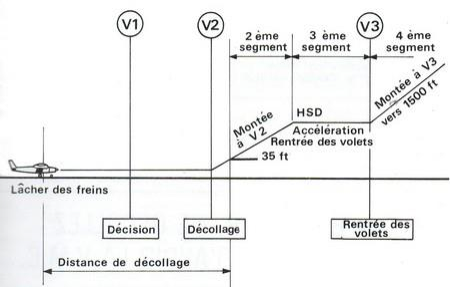 V1
V2
2 ème
segment
3 ème
segment
V3
4 ème
segment
Montée
à V2
HSD
Accélération
Rentrée des volets
Montée à V3
vers 1500 ft
35 ft
Lâcher des freins
Décision
Décollage
Rentrée des
volets
Distance de décollage